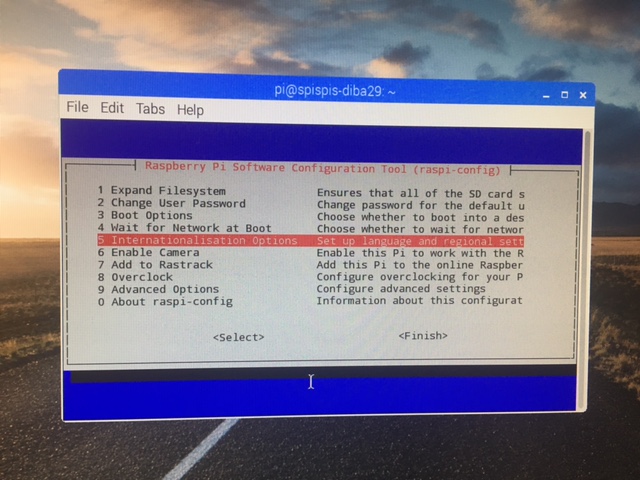 pi@spispis-diba29: ~
File Edit Tabs Help
Raspberry Pi Software Configuration Tool (raspi-config)
1 Expand Filesystem Ensures that all of the SD card s
2 Change User Password Change password for the default u
3 Boot Options Choose whether to boot into a des
4 Wait for Network at Boot Choose whether to wait for networ
5 Internationalisation Options Set up language and regional sett
6 Enable Camera Enable this Pi to work with the R
7 Add to Rastrack Add this Pi to the online Raspber
8 Overclock Configure overclocking for your P
9 Advanced Options Configure advanced settings
0 About raspi-config Information about this configurat
<Select> <Finish>